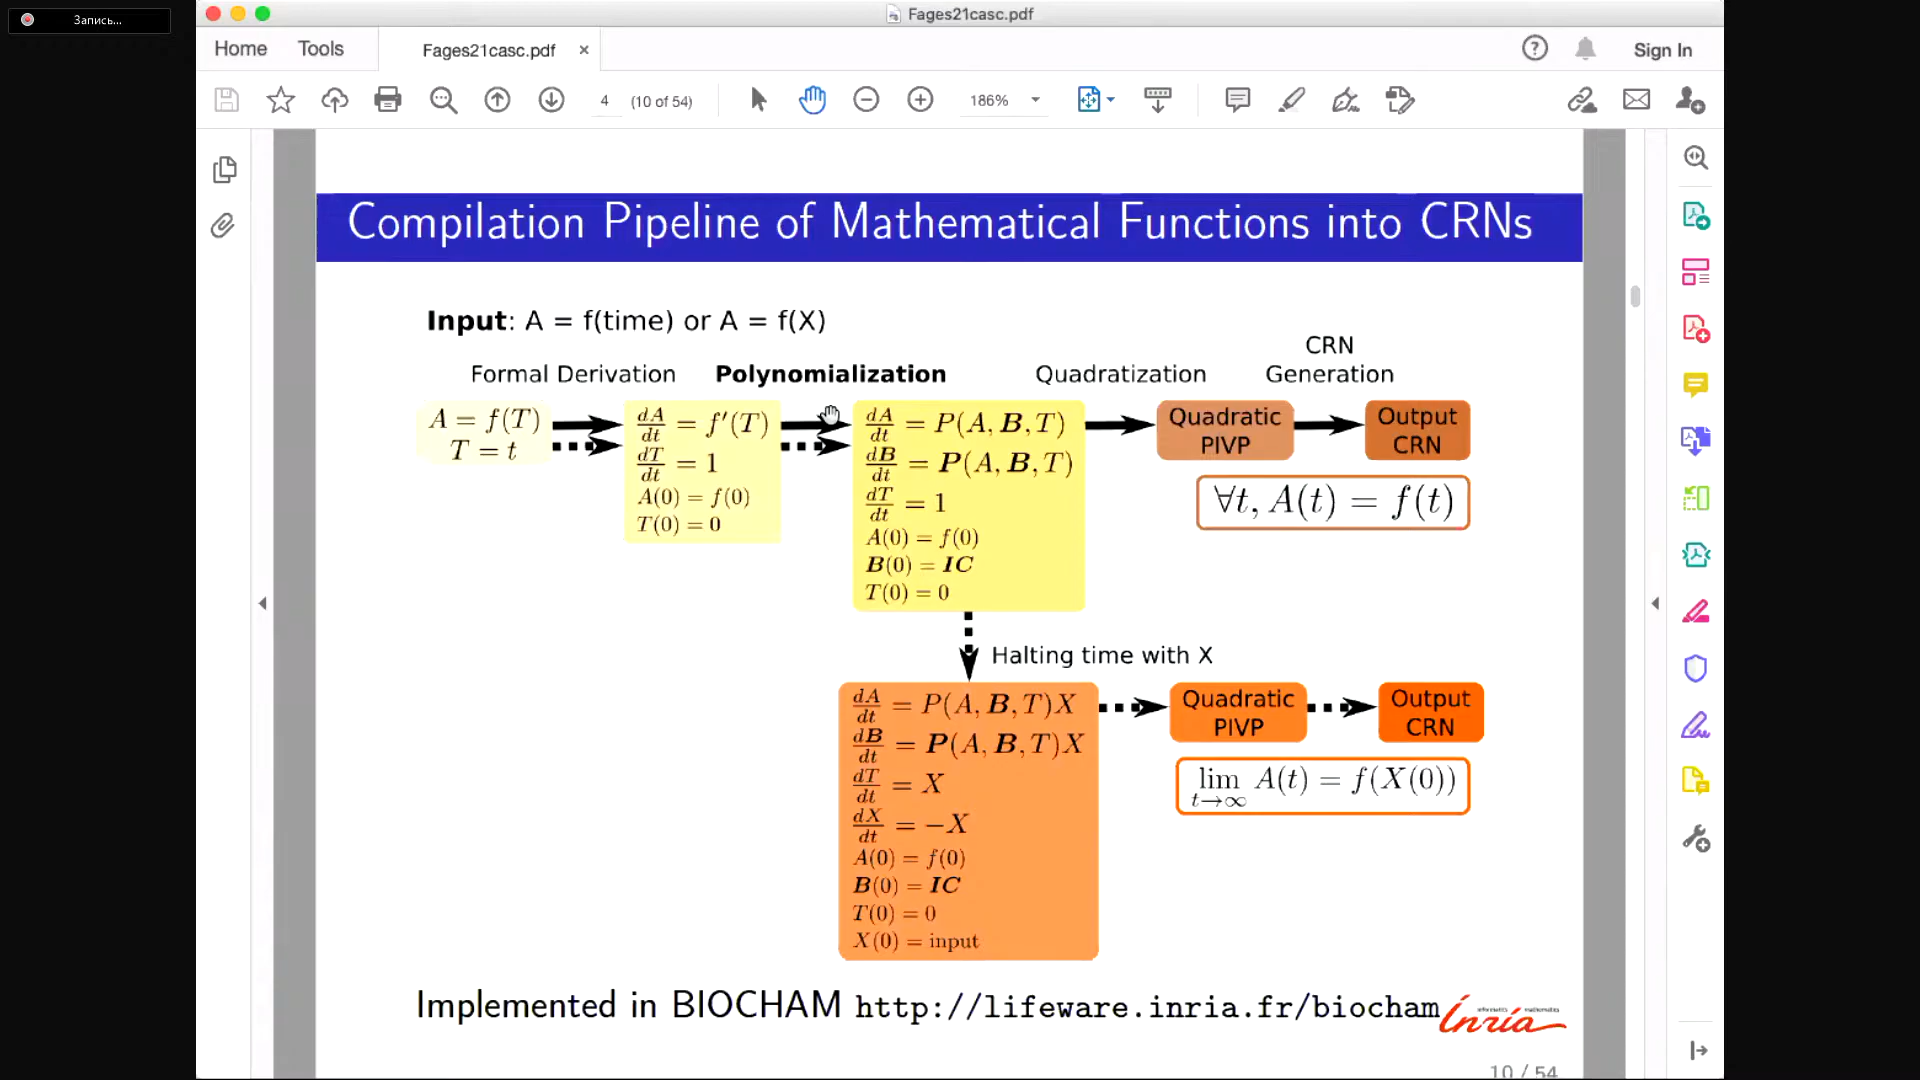 Запись...
Fages21casc.pdf
Home
Tools
Fages21casc.pdf
Sign In
4
(10 of 54)
186%
Compilation Pipeline of Mathematical Functions into CRNs
Input: A = f(time) or A = f(X)
Formal Derivation
Polynomialization
Quadratization
CRN
Generation
A = f(T)
T = t
dA/dt = f′(T)
dT/dt = 1
A(0) = f(0)
T(0) = 0
dA/dt = P(A, B, T)
dB/dt = P(A, B, T)
dT/dt = 1
A(0) = f(0)
B(0) = IC
T(0) = 0
Quadratic
PIVP
Output
CRN
∀t, A(t) = f(t)
Halting time with X
dA/dt = P(A, B, T)X
dB/dt = P(A, B, T)X
dT/dt = X
dX/dt = −X
A(0) = f(0)
B(0) = IC
T(0) = 0
X(0) = input
Quadratic
PIVP
Output
CRN
lim t→∞ A(t) = f(X(0))
Implemented in BIOCHAM http://lifeware.inria.fr/biocham
Inria
10 / 54